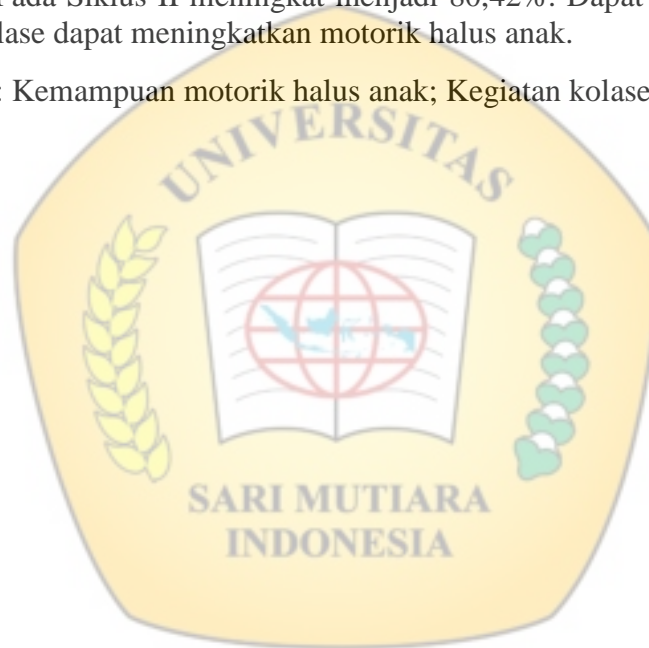 Pada Siklus II meningkat menjadi 80,42%. Dapat
lase dapat meningkatkan motorik halus anak.
: Kemampuan motorik halus anak; Kegiatan kolase
UNIVERSITAS
SARI MUTIARA
INDONESIA